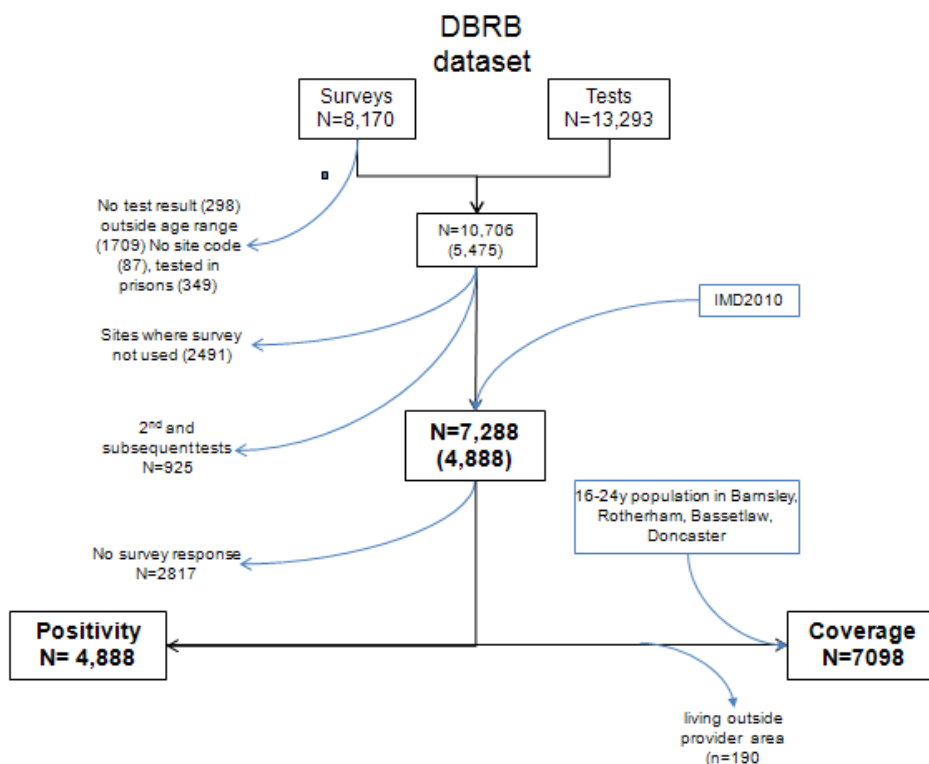 DBRB
dataset
Surveys
N=8,170
Tests
N=13,293
No test result (298)
outside age range
(1709) No site code
(87), tested in
prisons (349)
N=10,706
(5,475)
IMD2010
Sites where survey
not used (2491)
2nd and
subsequent tests
N=925
N=7,288
(4,888)
16-24y population in Barnsley,
Rotherham, Bassetlaw,
Doncaster
No survey response
N=2817
Positivity
N= 4,888
Coverage
N=7098
living outside
provider area
(n=190